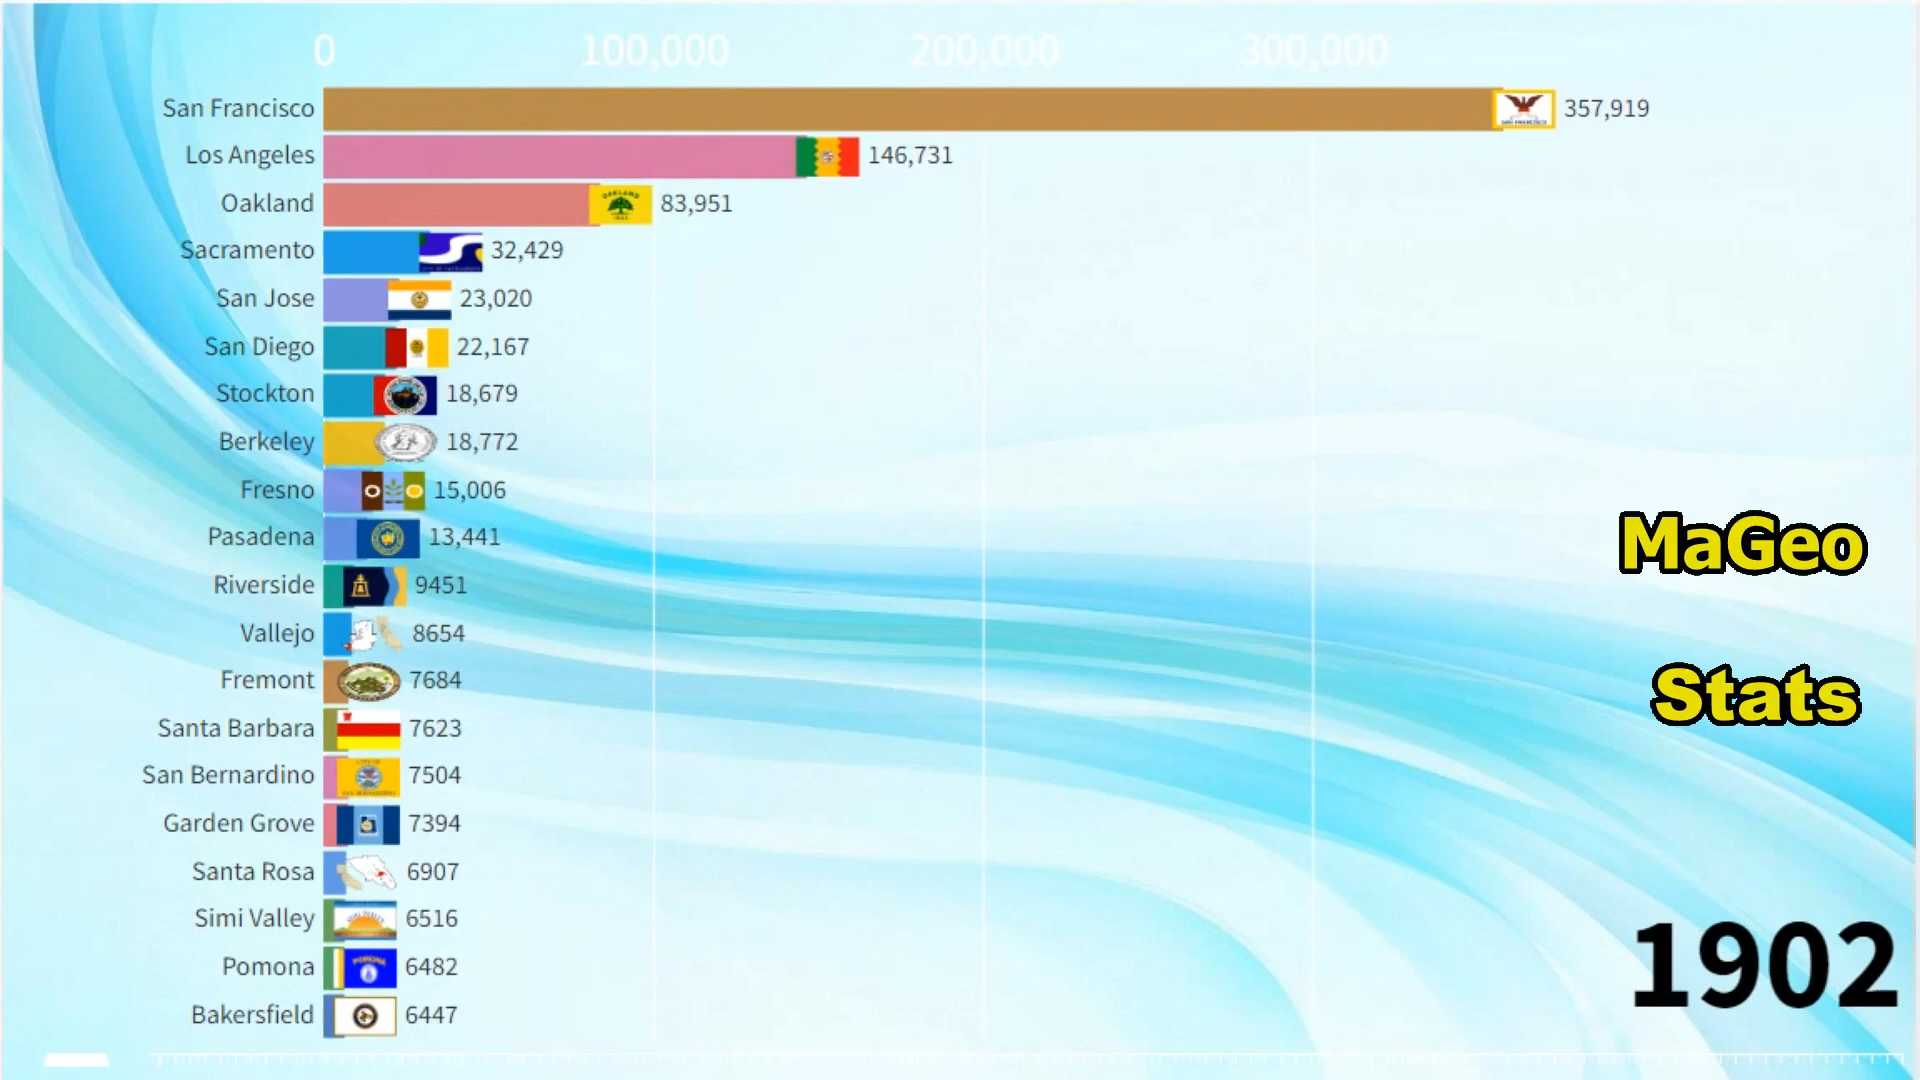 0 100,000 200,000 300,000
San Francisco 357,919
Los Angeles 146,731
Oakland 83,951
Sacramento 32,429
San Jose 23,020
San Diego 22,167
Stockton 18,679
Berkeley 18,772
Fresno 15,006
Pasadena 13,441
Riverside 9451
Vallejo 8654
Fremont 7684
Santa Barbara 7623
San Bernardino 7504
Garden Grove 7394
Santa Rosa 6907
Simi Valley 6516
Pomona 6482
Bakersfield 6447
MaGeo
Stats
1902
OAKLAND
POMONA